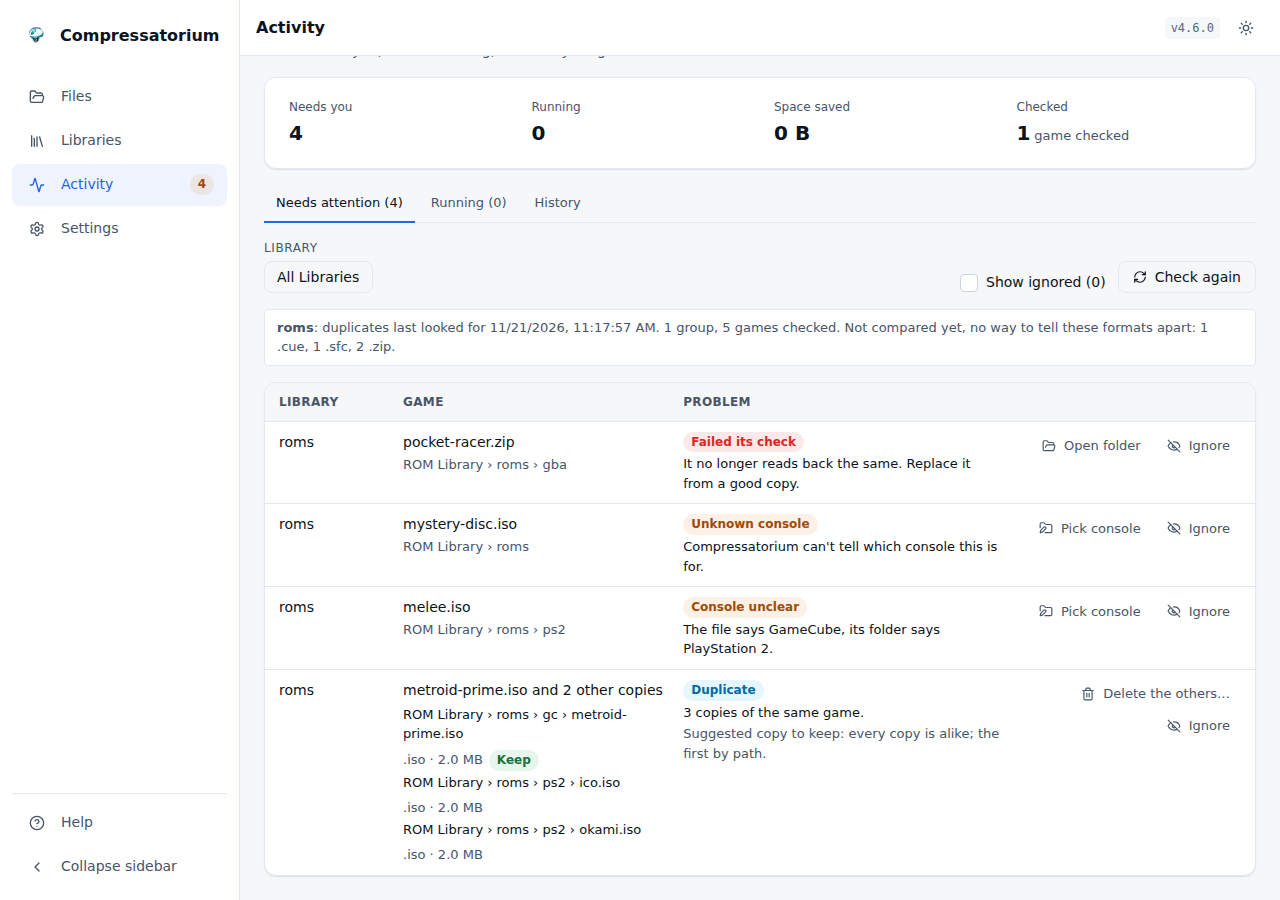 Compressatorium
Activity
v4.6.0
Files
Libraries
Activity 4
Settings
Help
Collapse sidebar
Needs you
4
Running
0
Space saved
0 B
Checked
1 game checked
Needs attention (4)
Running (0)
History
LIBRARY
All Libraries
Show ignored (0)
Check again
roms: duplicates last looked for 11/21/2026, 11:17:57 AM. 1 group, 5 games checked. Not compared yet, no way to tell these formats apart: 1
.cue, 1 .sfc, 2 .zip.
LIBRARY
GAME
PROBLEM
roms
pocket-racer.zip
ROM Library › roms › gba
Failed its check
It no longer reads back the same. Replace it
from a good copy.
Open folder
Ignore
roms
mystery-disc.iso
ROM Library › roms
Unknown console
Compressatorium can't tell which console this is
for.
Pick console
Ignore
roms
melee.iso
ROM Library › roms › ps2
Console unclear
The file says GameCube, its folder says
PlayStation 2.
Pick console
Ignore
roms
metroid-prime.iso and 2 other copies
ROM Library › roms › gc › metroid-
prime.iso
.iso · 2.0 MB Keep
ROM Library › roms › ps2 › ico.iso
.iso · 2.0 MB
ROM Library › roms › ps2 › okami.iso
.iso · 2.0 MB
Duplicate
3 copies of the same game.
Suggested copy to keep: every copy is alike; the
first by path.
Delete the others…
Ignore